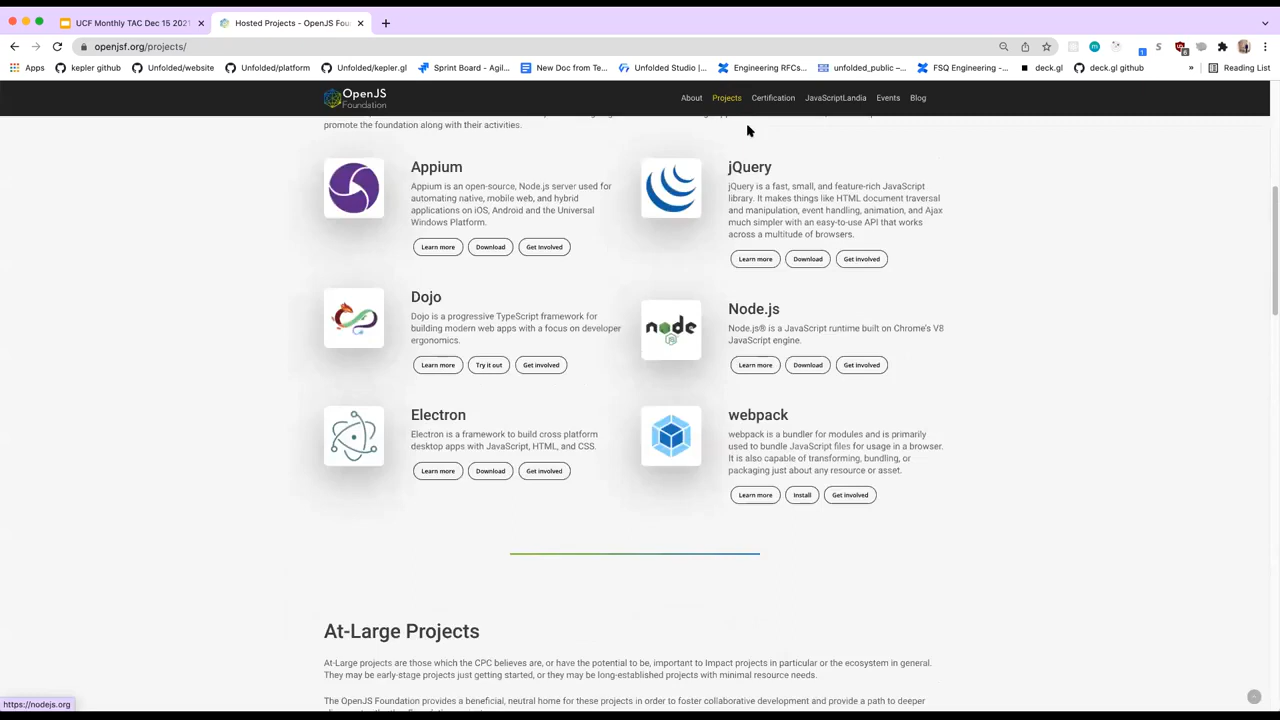 UCF Monthly TAC Dec 15 2021
Hosted Projects - OpenJS Fou
openjsf.org/projects/
Apps
kepler github
Unfolded/website
Unfolded/platform
Unfolded/kepler.gl
Sprint Board - Agil...
New Doc from Te...
Unfolded Studio |...
Engineering RFCs...
unfolded_public –...
FSQ Engineering -...
deck.gl
deck.gl github
»
Reading List
OpenJS
Foundation
About
Projects
Certification
JavaScriptLandia
Events
Blog
promote the foundation along with their activities.
Appium
Appium is an open-source, Node.js server used for
automating native, mobile web, and hybrid
applications on iOS, Android and the Universal
Windows Platform.
Learn more
Download
Get involved
jQuery
jQuery is a fast, small, and feature-rich JavaScript
library. It makes things like HTML document traversal
and manipulation, event handling, animation, and Ajax
much simpler with an easy-to-use API that works
across a multitude of browsers.
Learn more
Download
Get involved
Dojo
Dojo is a progressive TypeScript framework for
building modern web apps with a focus on developer
ergonomics.
Learn more
Try it out
Get involved
node
JS
Node.js
Node.js® is a JavaScript runtime built on Chrome's V8
JavaScript engine.
Learn more
Download
Get involved
Electron
Electron is a framework to build cross platform
desktop apps with JavaScript, HTML, and CSS.
Learn more
Download
Get involved
webpack
webpack is a bundler for modules and is primarily
used to bundle JavaScript files for usage in a browser.
It is also capable of transforming, bundling, or
packaging just about any resource or asset.
Learn more
Install
Get involved
At-Large Projects
At-Large projects are those which the CPC believes are, or have the potential to be, important to Impact projects in particular or the ecosystem in general.
They may be early-stage projects just getting started, or they may be long-established projects with minimal resource needs.
The OpenJS Foundation provides a beneficial, neutral home for these projects in order to foster collaborative development and provide a path to deeper
https://nodejs.org